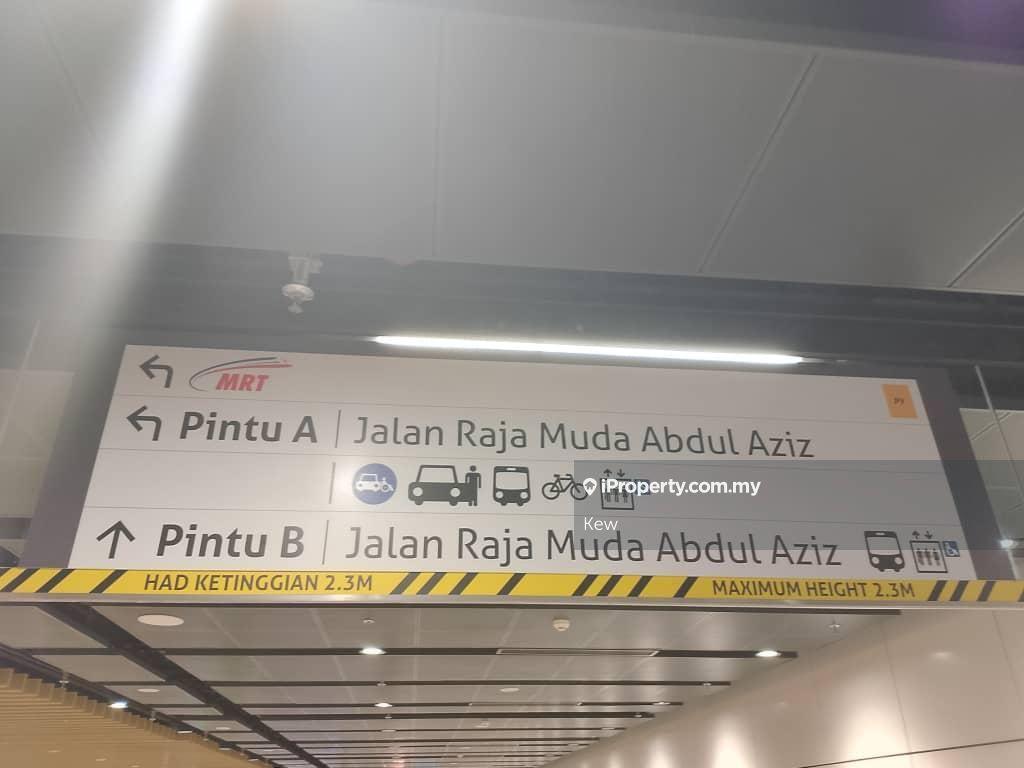 MRT
PY
Pintu A | Jalan Raja Muda Abdul Aziz
iProperty.com.my
Kew
Pintu B | Jalan Raja Muda Abdul Aziz
HAD KETINGGIAN 2.3M MAXIMUM HEIGHT 2.3M